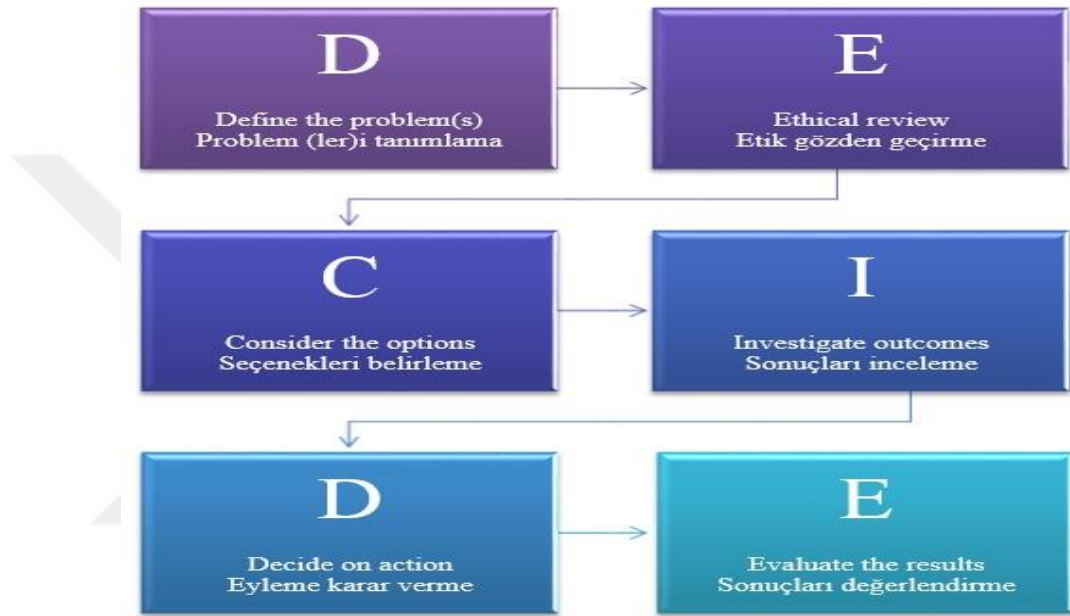 D
Define the problem(s)
Problem (ler)i tanımlama
E
Ethical review
Etik gözden geçirme
C
Consider the options
Seçenekleri belirleme
I
Investigate outcomes
Sonuçları inceleme
D
Decide on action
Eyleme karar verme
E
Evaluate the results
Sonuçları değerlendirme